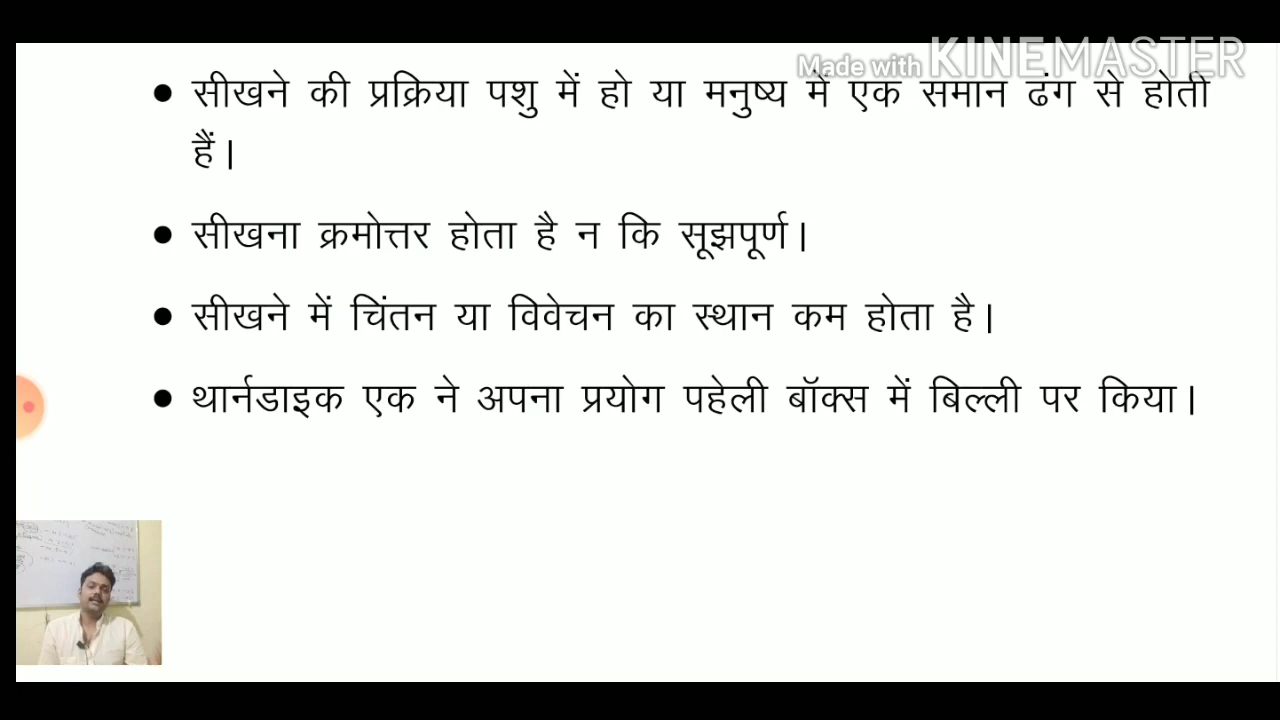 Made with KINEMASTER
• सीखने की प्रक्रिया पशु में हो या मनुष्य में एक समान ढंग से होती
हैं।
• सीखना क्रमोत्तर होता है न कि सूझपूर्ण।
• सीखने में चिंतन या विवेचन का स्थान कम होता है।
• थार्नडाइक एक ने अपना प्रयोग पहेली बॉक्स में बिल्ली पर किया।